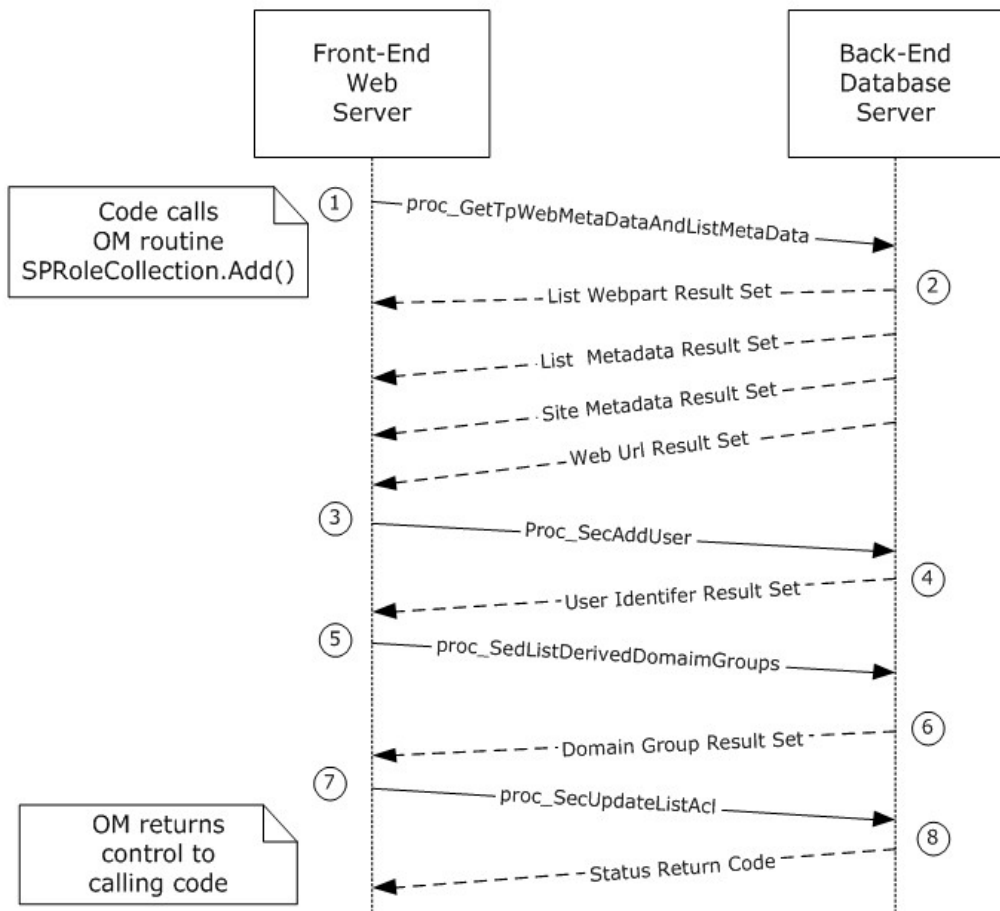 Front-End
Web
Server
Back-End
Database
Server
Code calls
OM routine
SPRoleCollection.Add()
1
proc_GetTpWebMetaDataAndListMetaData
2
List Webpart Result Set
List Metadata Result Set
Site Metadata Result Set
Web Url Result Set
3
Proc_SecAddUser
4
User Identifer Result Set
5
proc_SedListDerivedDomaimGroups
6
Domain Group Result Set
7
proc_SecUpdateListAcl
8
Status Return Code
OM returns
control to
calling code